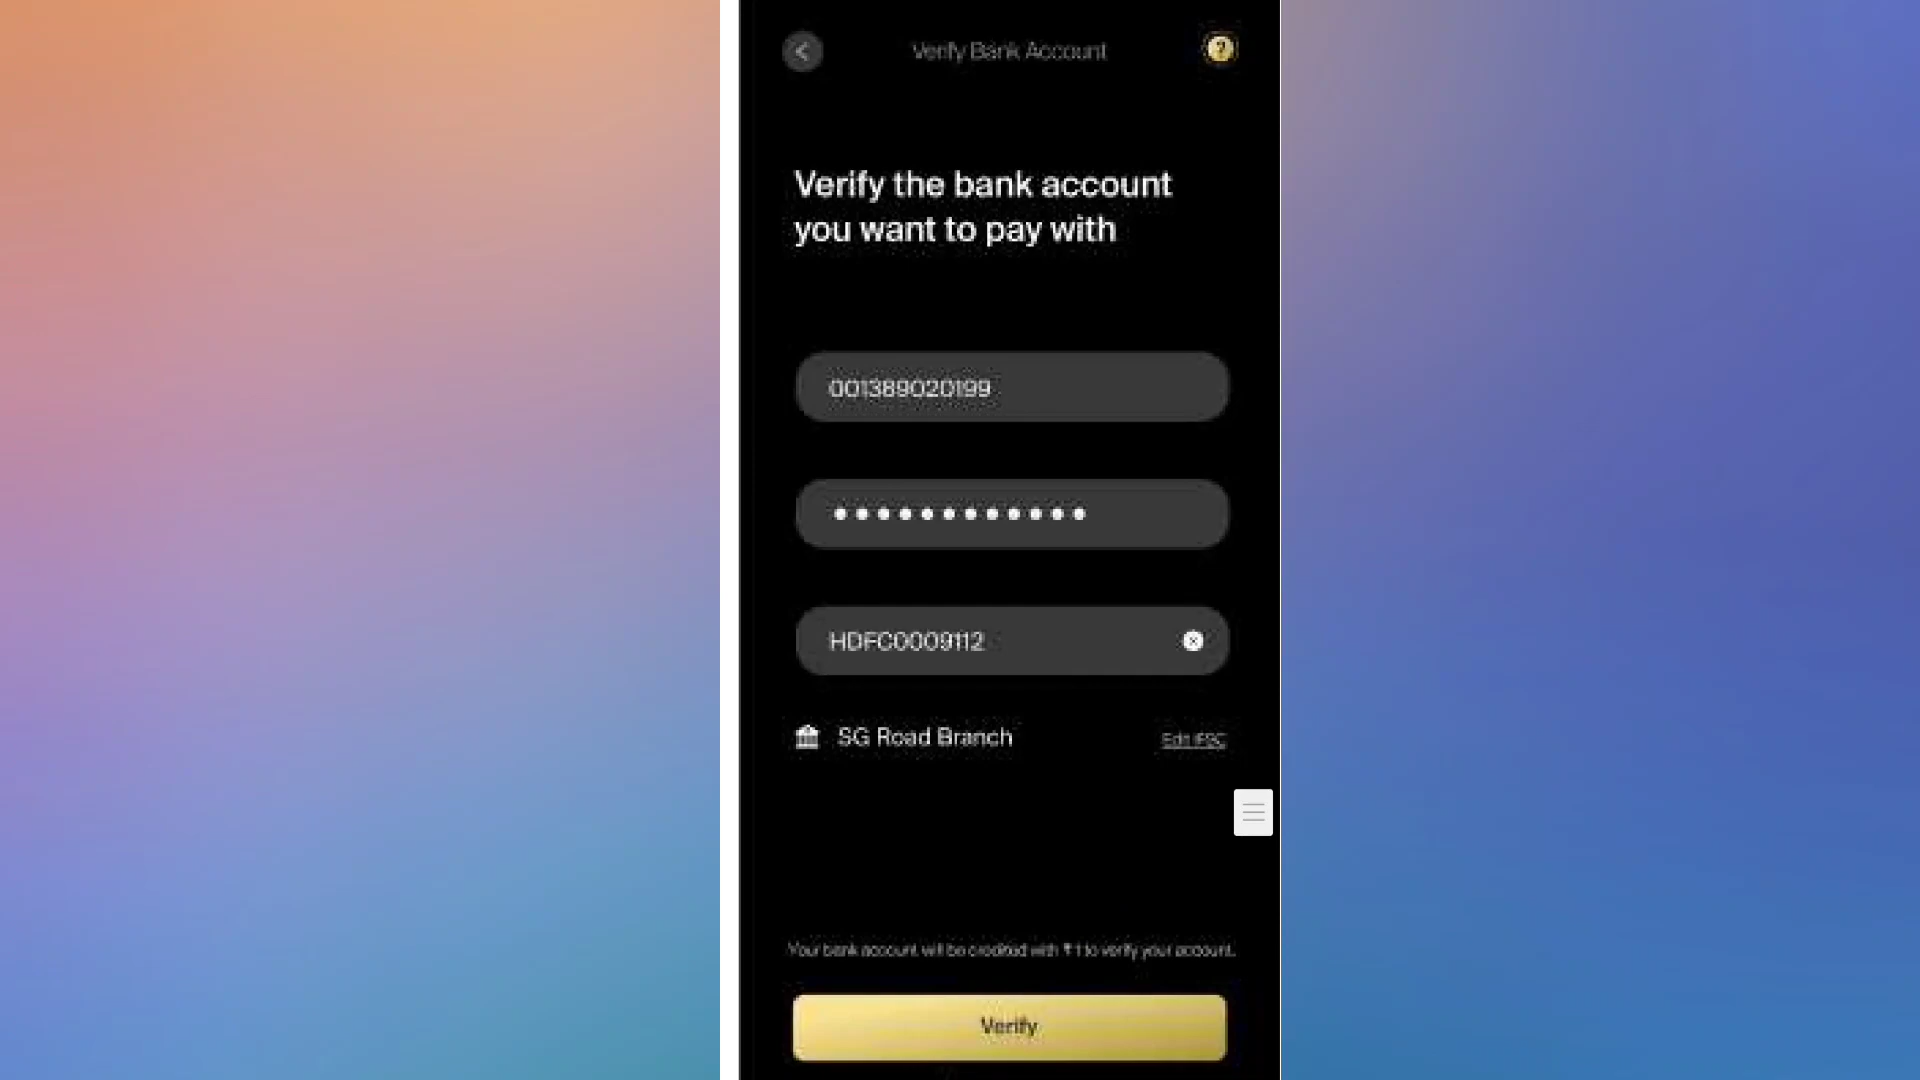 Verify Bank Account
?
Verify the bank account
you want to pay with
001389020199
••••••••••••
HDFC0009112
SG Road Branch
Edit IFSC
Your bank account will be credited with ₹1 to verify your account.
Verify